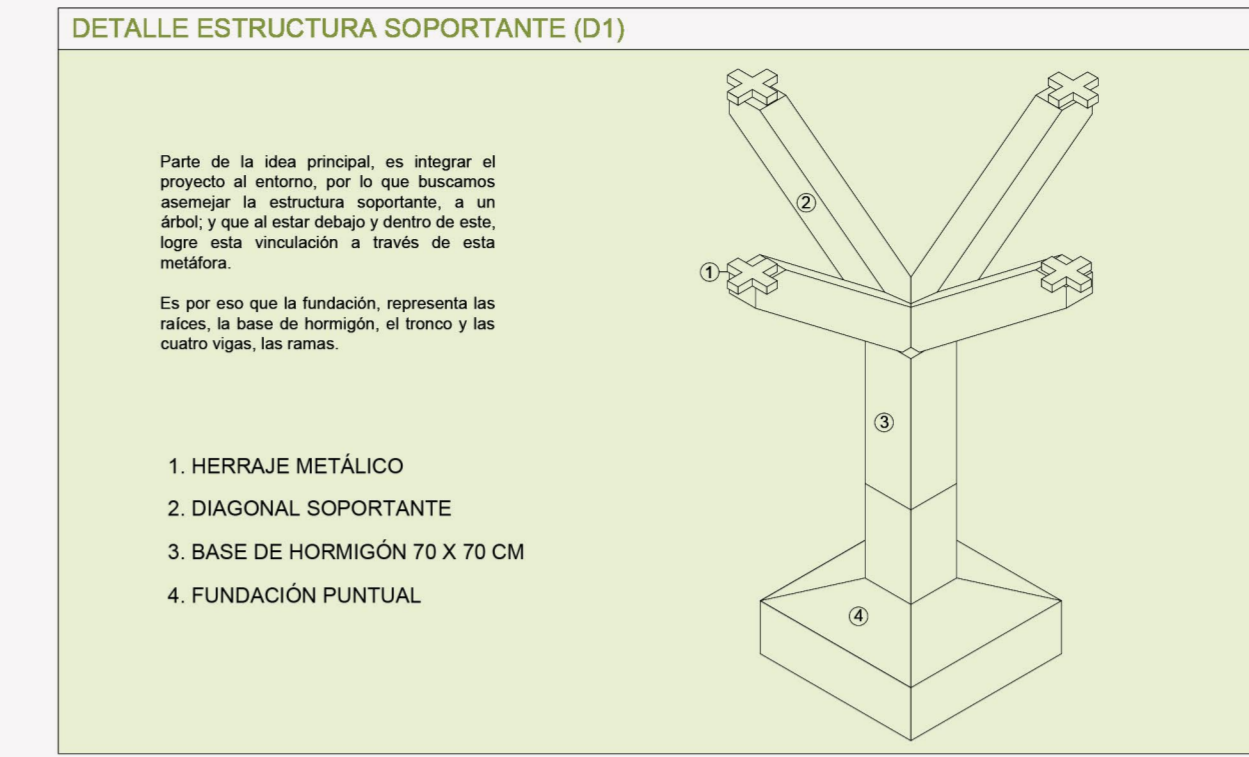 DETALLE ESTRUCTURA SOPORTANTE (D1)
Parte de la idea principal, es integrar el
proyecto al entorno, por lo que buscamos
asemejar la estructura soportante, a un
árbol; y que al estar debajo y dentro de este,
logre esta vinculación a través de esta
metáfora.
Es por eso que la fundación, representa las
raíces, la base de hormigón, el tronco y las
cuatro vigas, las ramas.
1. HERRAJE METÁLICO
2. DIAGONAL SOPORTANTE
3. BASE DE HORMIGÓN 70 X 70 CM
4. FUNDACIÓN PUNTUAL
2
1
3
4